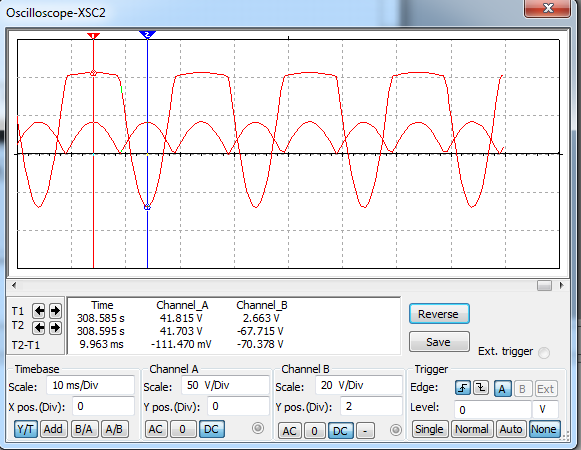 Oscilloscope-XSC2
1
2
Time Channel_A Channel_B
T1 308.585 s 41.815 V 2.663 V
T2 308.595 s 41.703 V -67.715 V
T2-T1 9.963 ms -111.470 mV -70.378 V
Reverse
Save
Ext. trigger
Timebase Channel A Channel B Trigger
Scale: 10 ms/Div Scale: 50 V/Div Scale: 20 V/Div Edge: A B Ext
X pos.(Div): 0 Y pos.(Div): 0 Y pos.(Div): 2 Level: 0 V
Y/T Add B/A A/B AC 0 DC AC 0 DC - Single Normal Auto None